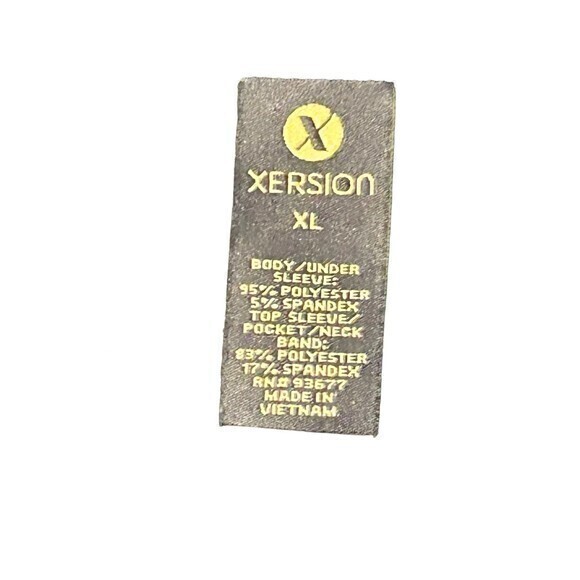 X
XERSION
XL
BODY/UNDER
SLEEVE:
95% POLYESTER
5% SPANDEX
TOP SLEEVE/
POCKET/NECK
BAND:
83% POLYESTER
17% SPANDEX
RN# 93677
MADE IN
VIETNAM